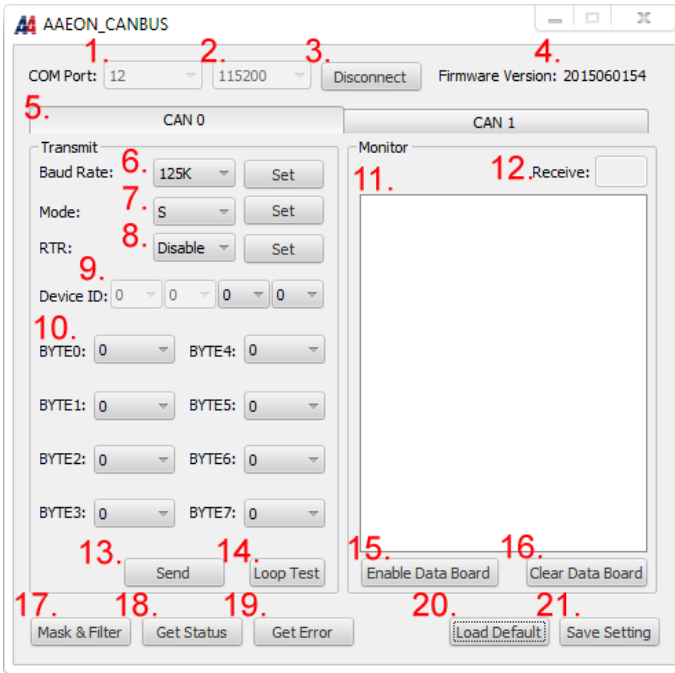 AAEON_CANBUS
1. 2. 3. 4.
COM Port: 12 115200 Disconnect Firmware Version: 2015060154
5. CAN 0 CAN 1
Transmit Monitor
Baud Rate: 6. 125K Set 11. 12. Receive:
Mode: 7. S Set
RTR: 8. Disable Set
9.
Device ID: 0 0 0 0
10.
BYTE0: 0 BYTE4: 0
BYTE1: 0 BYTE5: 0
BYTE2: 0 BYTE6: 0
BYTE3: 0 BYTE7: 0
13. 14. 15. 16.
Send Loop Test Enable Data Board Clear Data Board
17. 18. 19. 20. 21.
Mask & Filter Get Status Get Error Load Default Save Setting